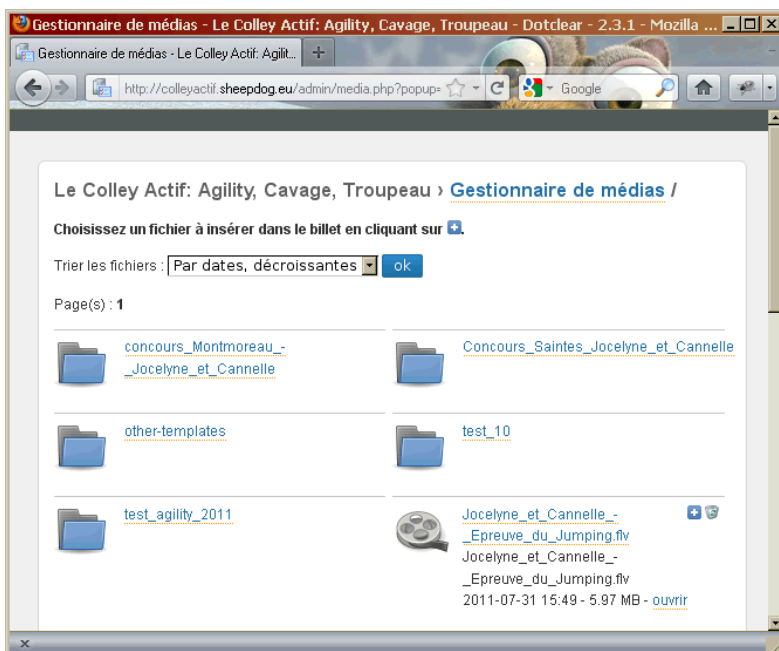 Gestionnaire de médias - Le Colley Actif: Agility, Cavage, Troupeau - Dotclear - 2.3.1 - Mozilla ...
Gestionnaire de médias - Le Colley Actif: Agilit...
http://colleyactif.sheepdog.eu/admin/media.php?popup=
Google
Le Colley Actif: Agility, Cavage, Troupeau › Gestionnaire de médias /
Choisissez un fichier à insérer dans le billet en cliquant sur .
Trier les fichiers : Par dates, décroissantes ok
Page(s) : 1
concours_Montmoreau_-
_Jocelyne_et_Cannelle
Concours_Saintes_Jocelyne_et_Cannelle
other-templates
test_10
test_agility_2011
Jocelyne_et_Cannelle_-
_Epreuve_du_Jumping.flv
Jocelyne_et_Cannelle_-
_Epreuve_du_Jumping.flv
2011-07-31 15:49 - 5.97 MB - ouvrir
x